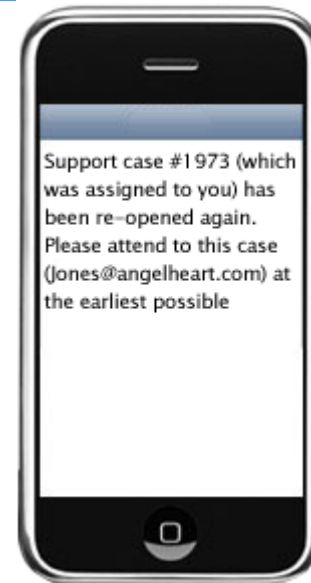 Support case #1973 (which
was assigned to you) has
been re-opened again.
Please attend to this case
(Jones@angelheart.com) at
the earliest possible